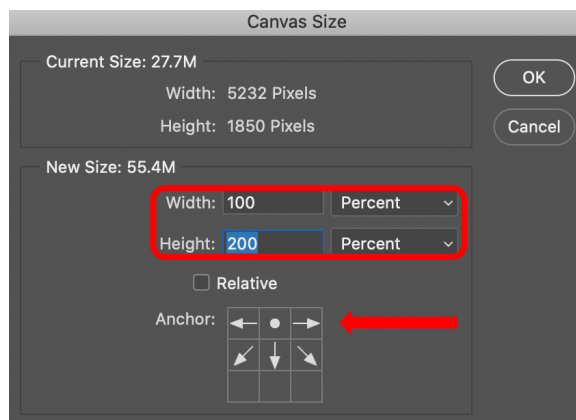 Canvas Size
Current Size: 27.7M
OK
Width: 5232 Pixels
Height: 1850 Pixels
Cancel
New Size: 55.4M
Width: 100 Percent
Height: 200 Percent
Relative
Anchor: